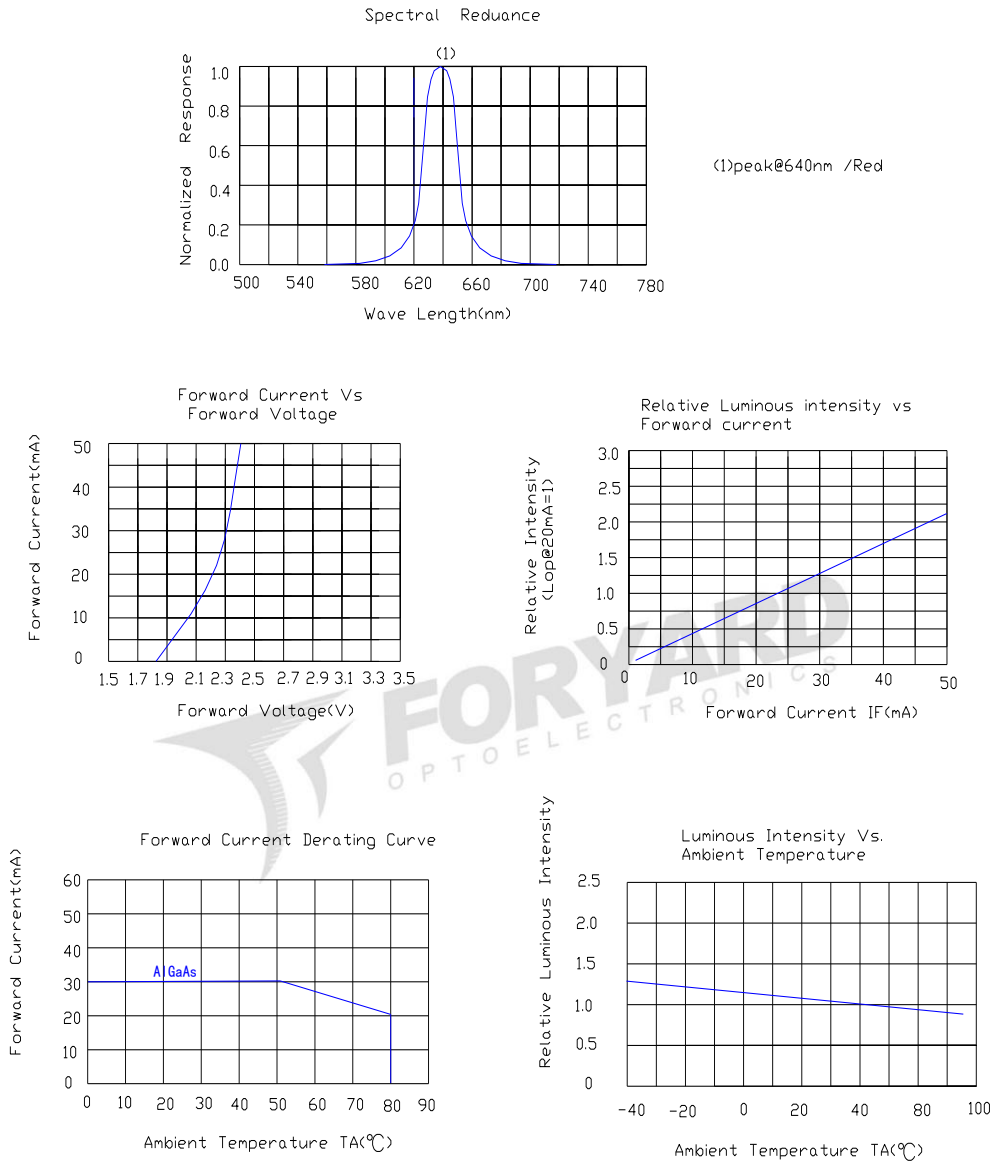 Spectral Reduance
(1)
Normalized Response
1.0
0.8
0.6
0.4
0.2
0.0
500 540 580 620 660 700 740 780
Wave Length(nm)
(1)peak@640nm /Red
Forward Current Vs
Forward Voltage
Forward Current(mA)
50
40
30
20
10
0
1.5 1.7 1.9 2.1 2.3 2.5 2.7 2.9 3.1 3.3 3.5
Forward Voltage(V)
Relative Luminous intensity vs
Forward current
Relative Intensity
(Lop@20mA=1)
3.0
2.5
2.0
1.5
1.0
0.5
0
0 10 20 30 40 50
Forward Current IF(mA)
FORYARD
OPTOELECTRONICS
Forward Current Derating Curve
Forward Current(mA)
60
50
40
30
20
10
0
AlGaAs
0 10 20 30 40 50 60 70 80 90
Ambient Temperature TA(℃)
Luminous Intensity Vs.
Ambient Temperature
Relative Luminous Intensity
2.5
2.0
1.5
1.0
0.5
0
-40 -20 0 20 40 80 100
Ambient Temperature TA(℃)